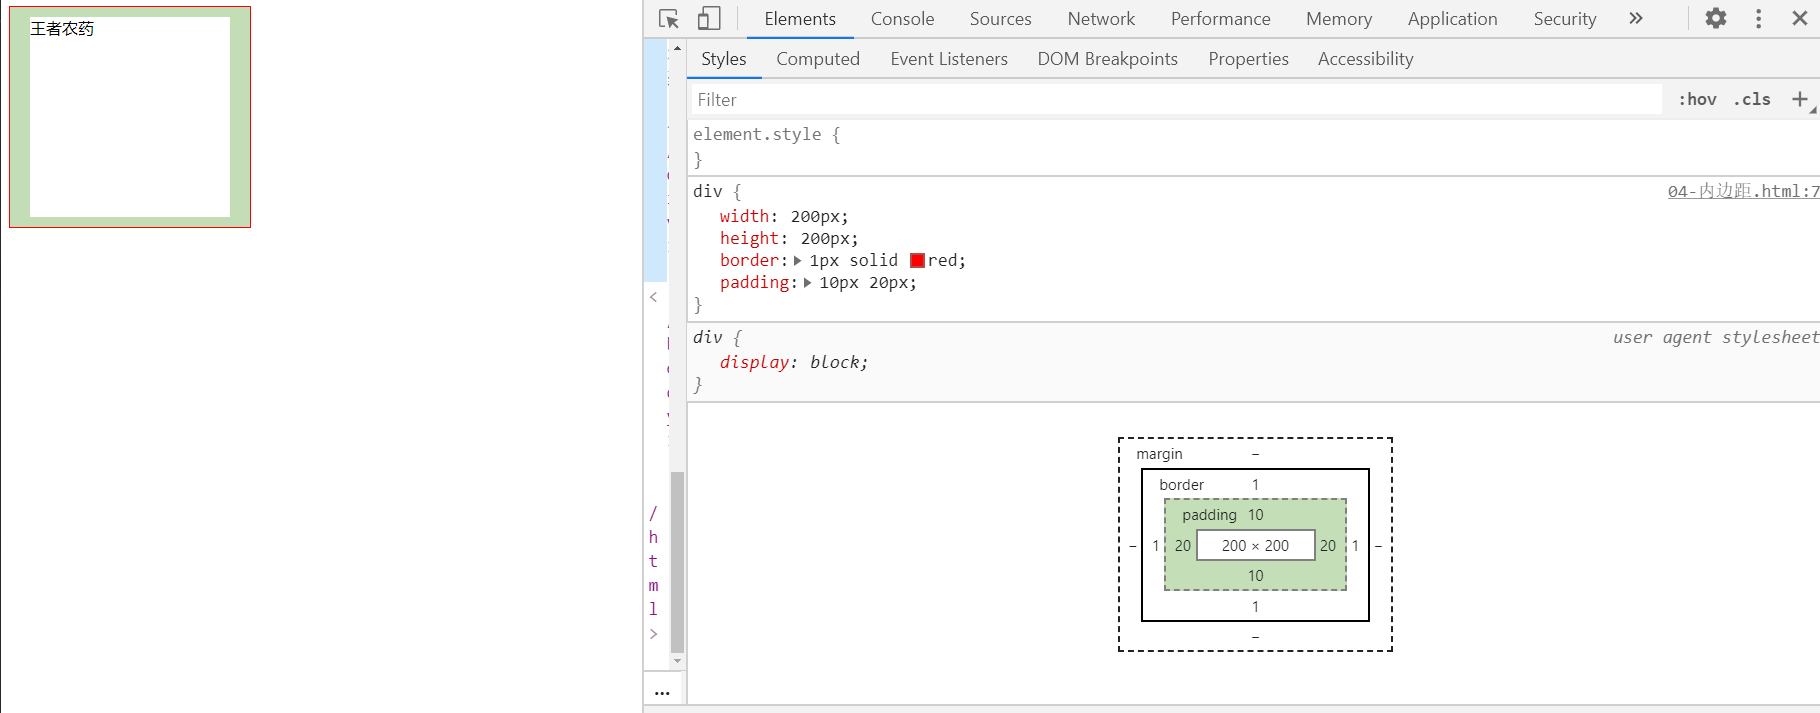 王者农药
Elements Console Sources Network Performance Memory Application Security »
Styles Computed Event Listeners DOM Breakpoints Properties Accessibility
Filter :hov .cls +
element.style {
}
div { 04-内边距.html:7
width: 200px;
height: 200px;
border: 1px solid red;
padding: 10px 20px;
}
div { user agent stylesheet
display: block;
}
margin –
border 1
padding 10
– 1 20 200 × 200 20 1 –
10
1
–
<
/
h
t
m
l
>
...